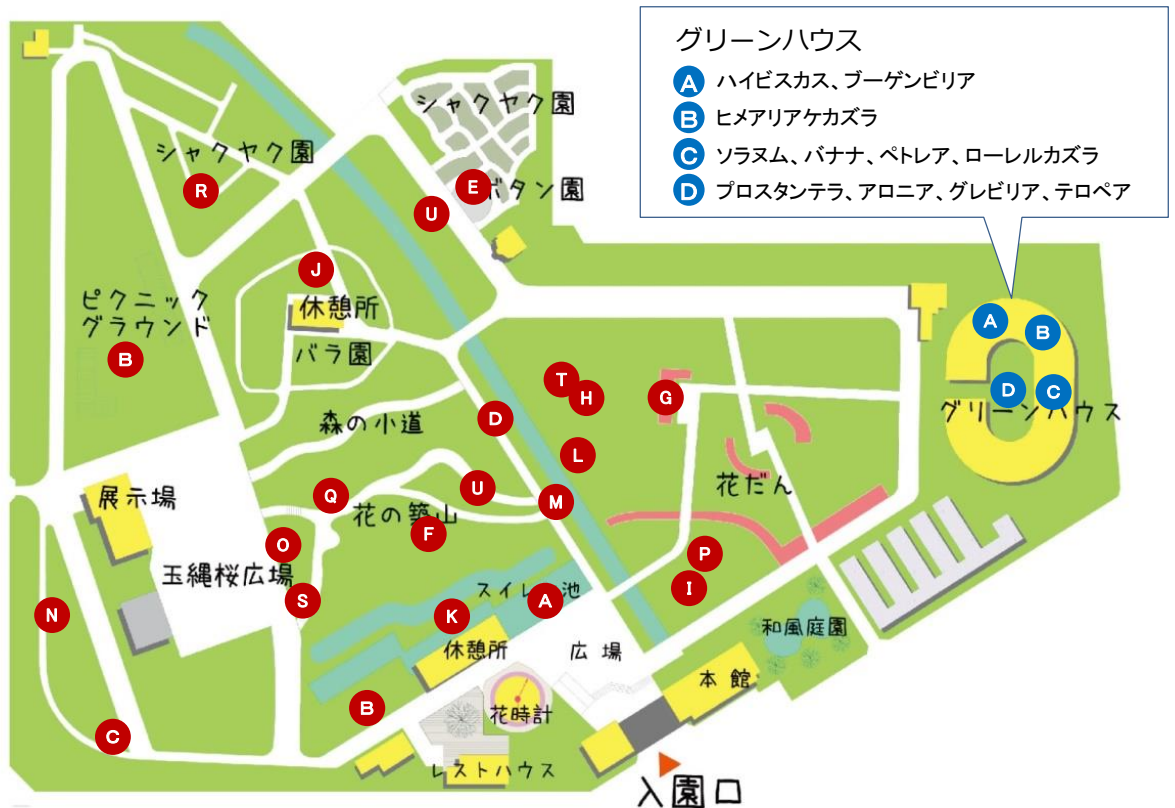 グリーンハウス
A ハイビスカス、ブーゲンビリア
B ヒメアリアケカズラ
C ソラヌム、バナナ、ペトレア、ローレルカズラ
D プロスタンテラ、アロニア、グレビリア、テロペア
シャクヤク園
シャクヤク園
R
E
ボタン園
U
J
休憩所
バラ園
ピクニック
グラウンド
B
A
B
D
C
グリーンハウス
T
H
G
D
森の小道
L
花だん
展示場
Q
U
M
花の築山
F
O
玉縄桜広場
P
I
S
スイレン池
A
K
N
休憩所
広場
和風庭園
本館
B
花時計
C
レストハウス
入園口